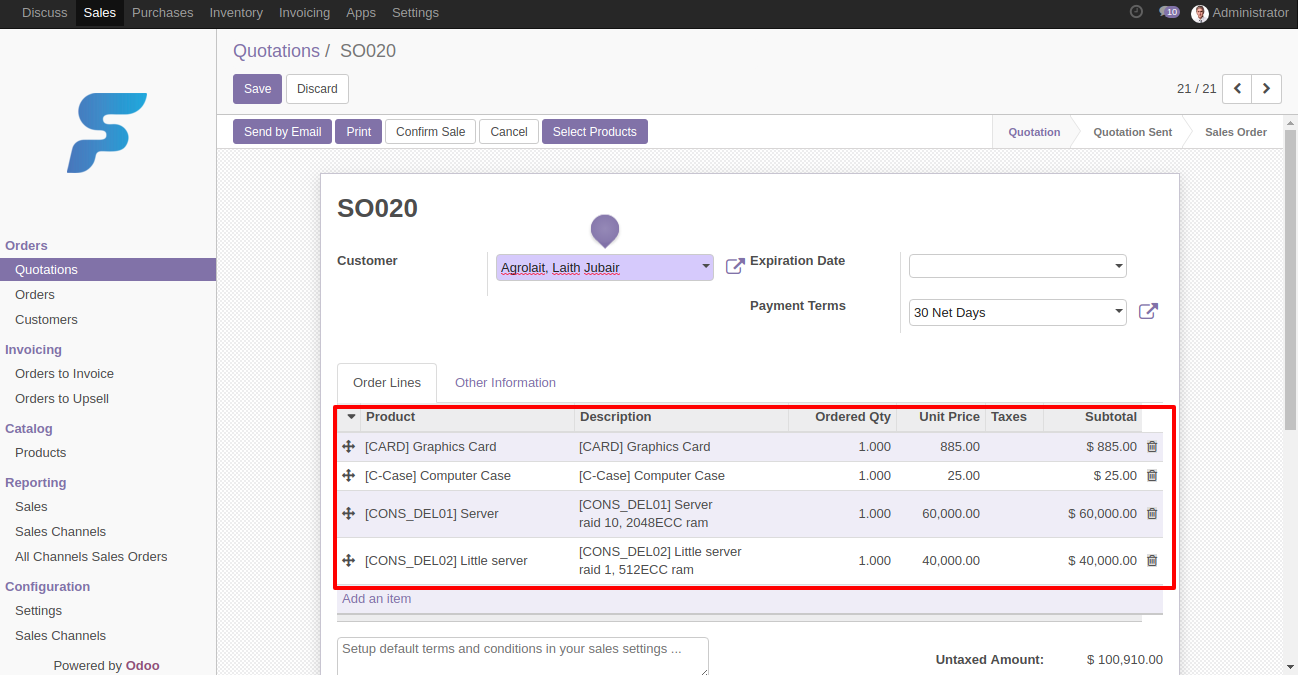 Discuss Sales Purchases Inventory Invoicing Apps Settings 10 Administrator
Quotations / SO020
Save Discard 21 / 21
Send by Email Print Confirm Sale Cancel Select Products Quotation Quotation Sent Sales Order
Orders
Quotations
Orders
Customers
Invoicing
Orders to Invoice
Orders to Upsell
Catalog
Products
Reporting
Sales
Sales Channels
All Channels Sales Orders
Configuration
Settings
Sales Channels
Powered by Odoo
SO020
Customer Agrolait, Laith Jubair Expiration Date
Payment Terms 30 Net Days
Order Lines Other Information
Product Description Ordered Qty Unit Price Taxes Subtotal
[CARD] Graphics Card [CARD] Graphics Card 1.000 885.00 $ 885.00
[C-Case] Computer Case [C-Case] Computer Case 1.000 25.00 $ 25.00
[CONS_DEL01] Server [CONS_DEL01] Server
raid 10, 2048ECC ram 1.000 60,000.00 $ 60,000.00
[CONS_DEL02] Little server [CONS_DEL02] Little server
raid 1, 512ECC ram 1.000 40,000.00 $ 40,000.00
Add an item
Setup default terms and conditions in your sales settings ...
Untaxed Amount: $ 100,910.00